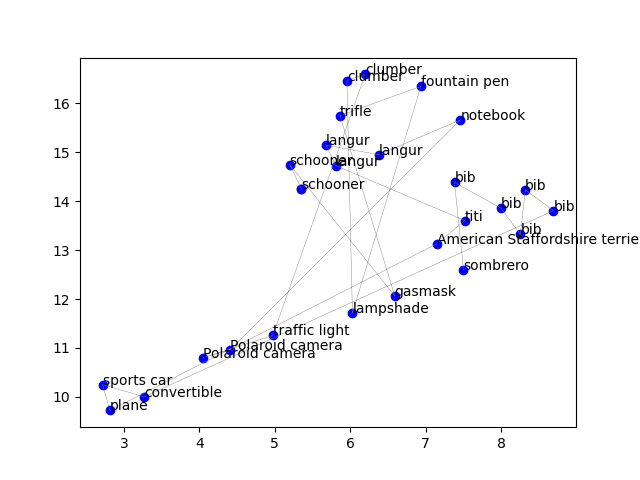 clumber
clumber
fountain pen
16
trifle
notebook
langur
15
langur
schooner
langur
bib
schooner
bib
14
bib
bib
titi
bib
American Staffordshire terrie
13
sombrero
gasmask
12
lampshade
traffic light
Polaroid camera
11
Polaroid camera
sports car
convertible
10
plane
3 4 5 6 7 8